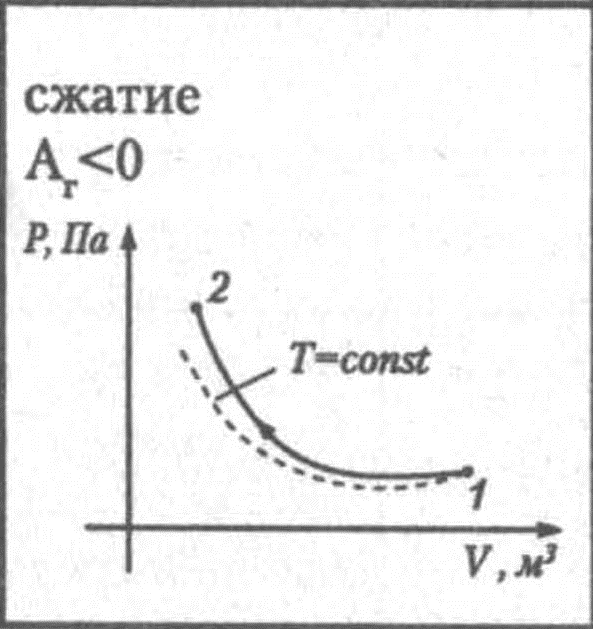 сжатие
Aг<0
P, Па
2
T=const
1
V, м³